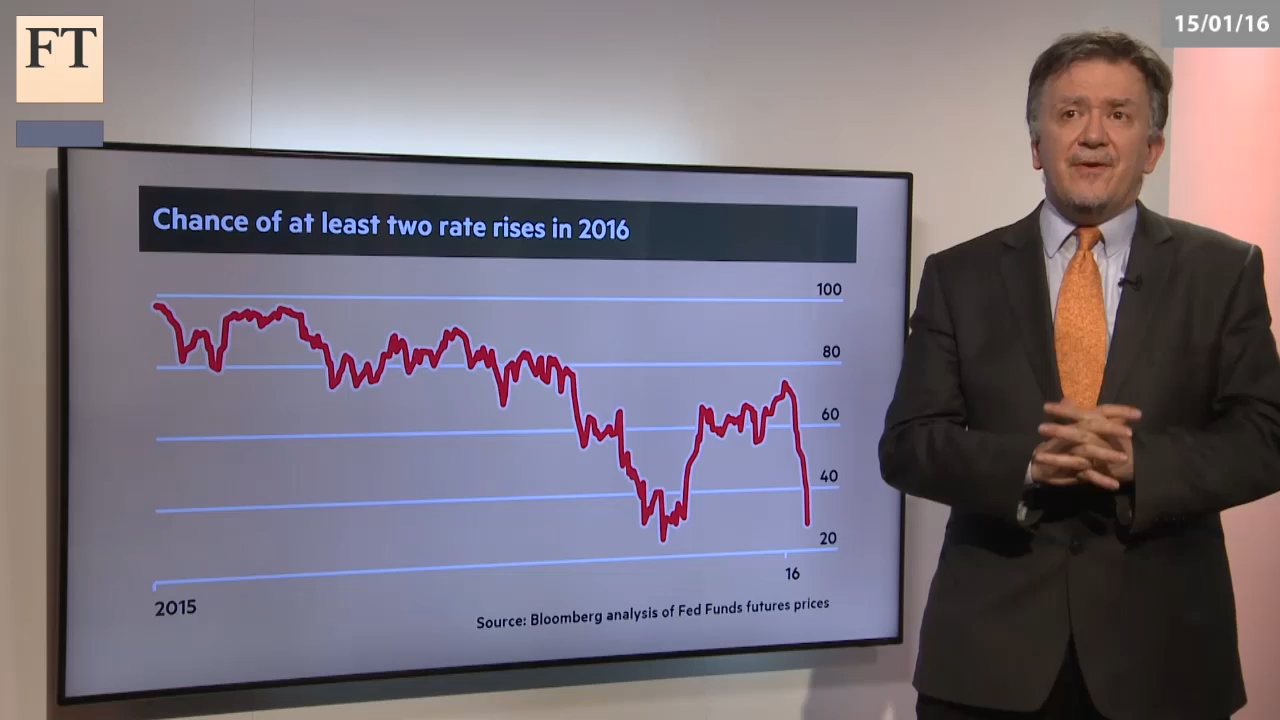 FT
15/01/16
Chance of at least two rate rises in 2016
100
80
60
40
20
2015
16
Source: Bloomberg analysis of Fed Funds futures prices